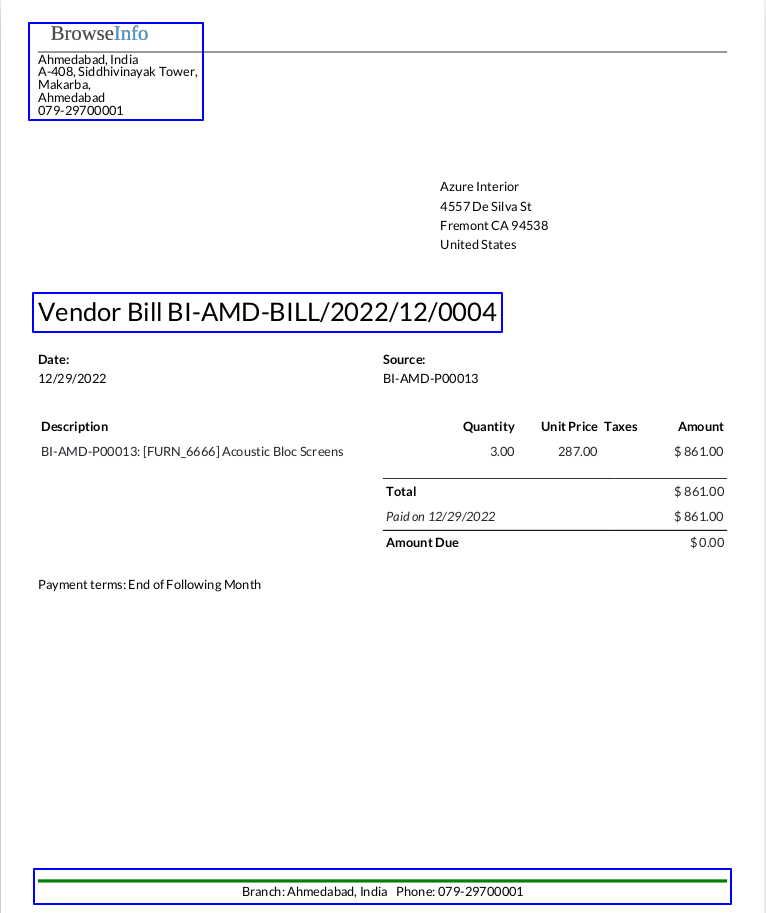 BrowseInfo
Ahmedabad, India
A-408, Siddhivinayak Tower,
Makarba,
Ahmedabad
079-29700001
Azure Interior
4557 De Silva St
Fremont CA 94538
United States
Vendor Bill BI-AMD-BILL/2022/12/0004
Date: Source:
12/29/2022 BI-AMD-P00013
Description Quantity Unit Price Taxes Amount
BI-AMD-P00013: [FURN_6666] Acoustic Bloc Screens 3.00 287.00 $ 861.00
Total $ 861.00
Paid on 12/29/2022 $ 861.00
Amount Due $ 0.00
Payment terms: End of Following Month
Branch: Ahmedabad, India Phone: 079-29700001